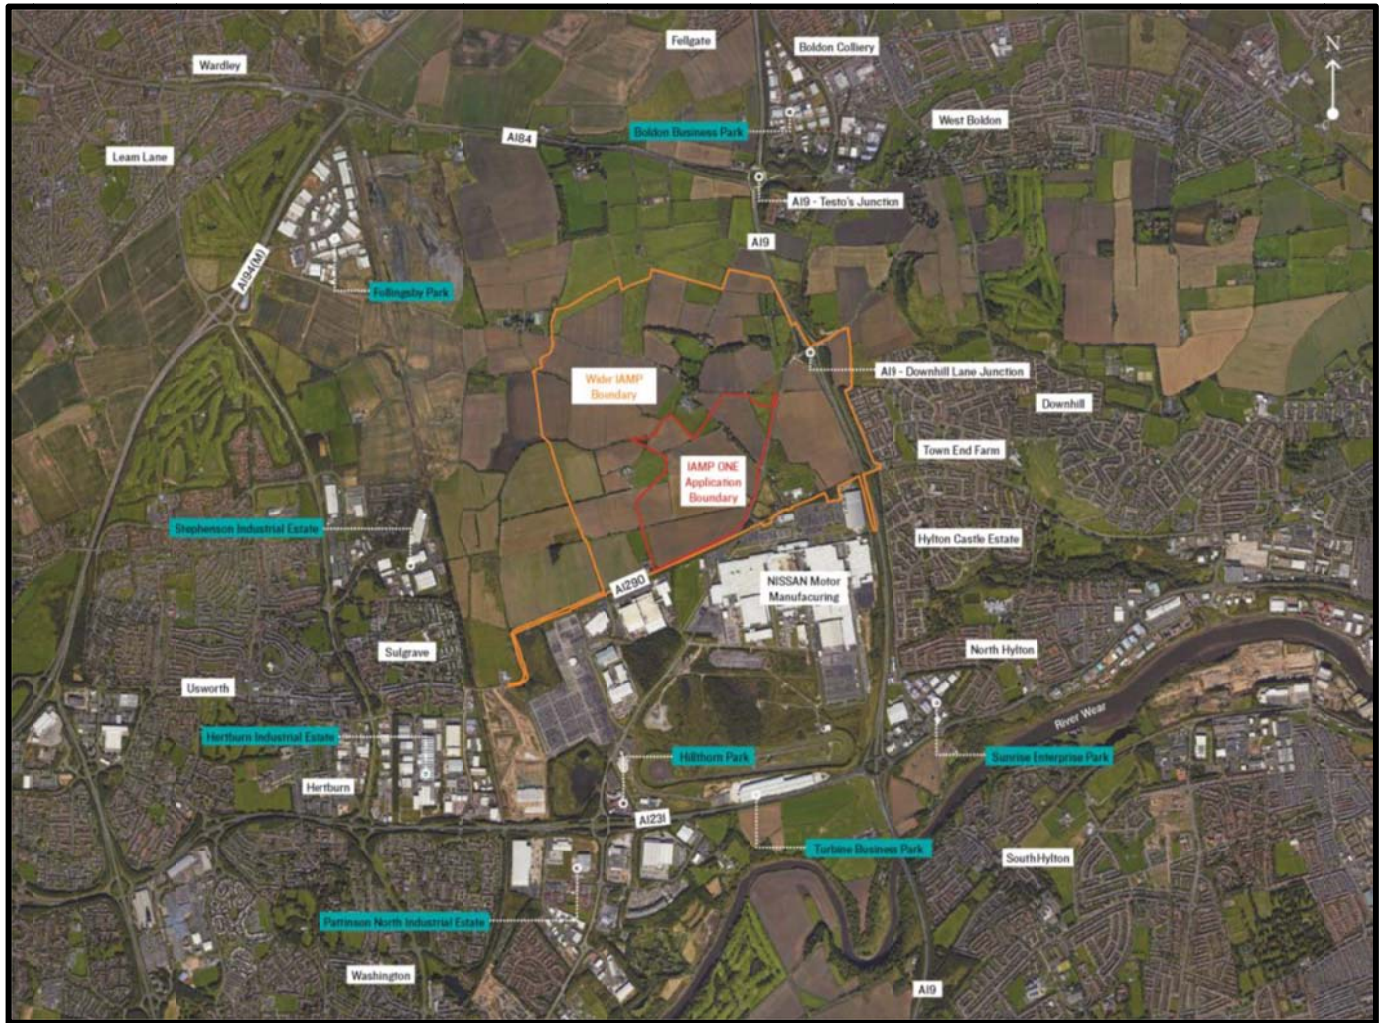 Fellgate
Boldon Colliery
N
Wardley
West Boldon
Boldon Business Park
A184
Leam Lane
A19 - Testo's Junction
A19
A194(M)
Follingsby Park
A19 - Downhill Lane Junction
Wider IAMP
Boundary
Downhill
Town End Farm
IAMP ONE
Application
Boundary
Stephenson Industrial Estate
Hylton Castle Estate
A1290
NISSAN Motor
Manufacuring
Sulgrave
North Hylton
Usworth
River Wear
Hertburn Industrial Estate
Hillthorn Park
Sunrise Enterprise Park
Hertburn
A1231
Turbine Business Park
South Hylton
Pattinson North Industrial Estate
Washington
A19